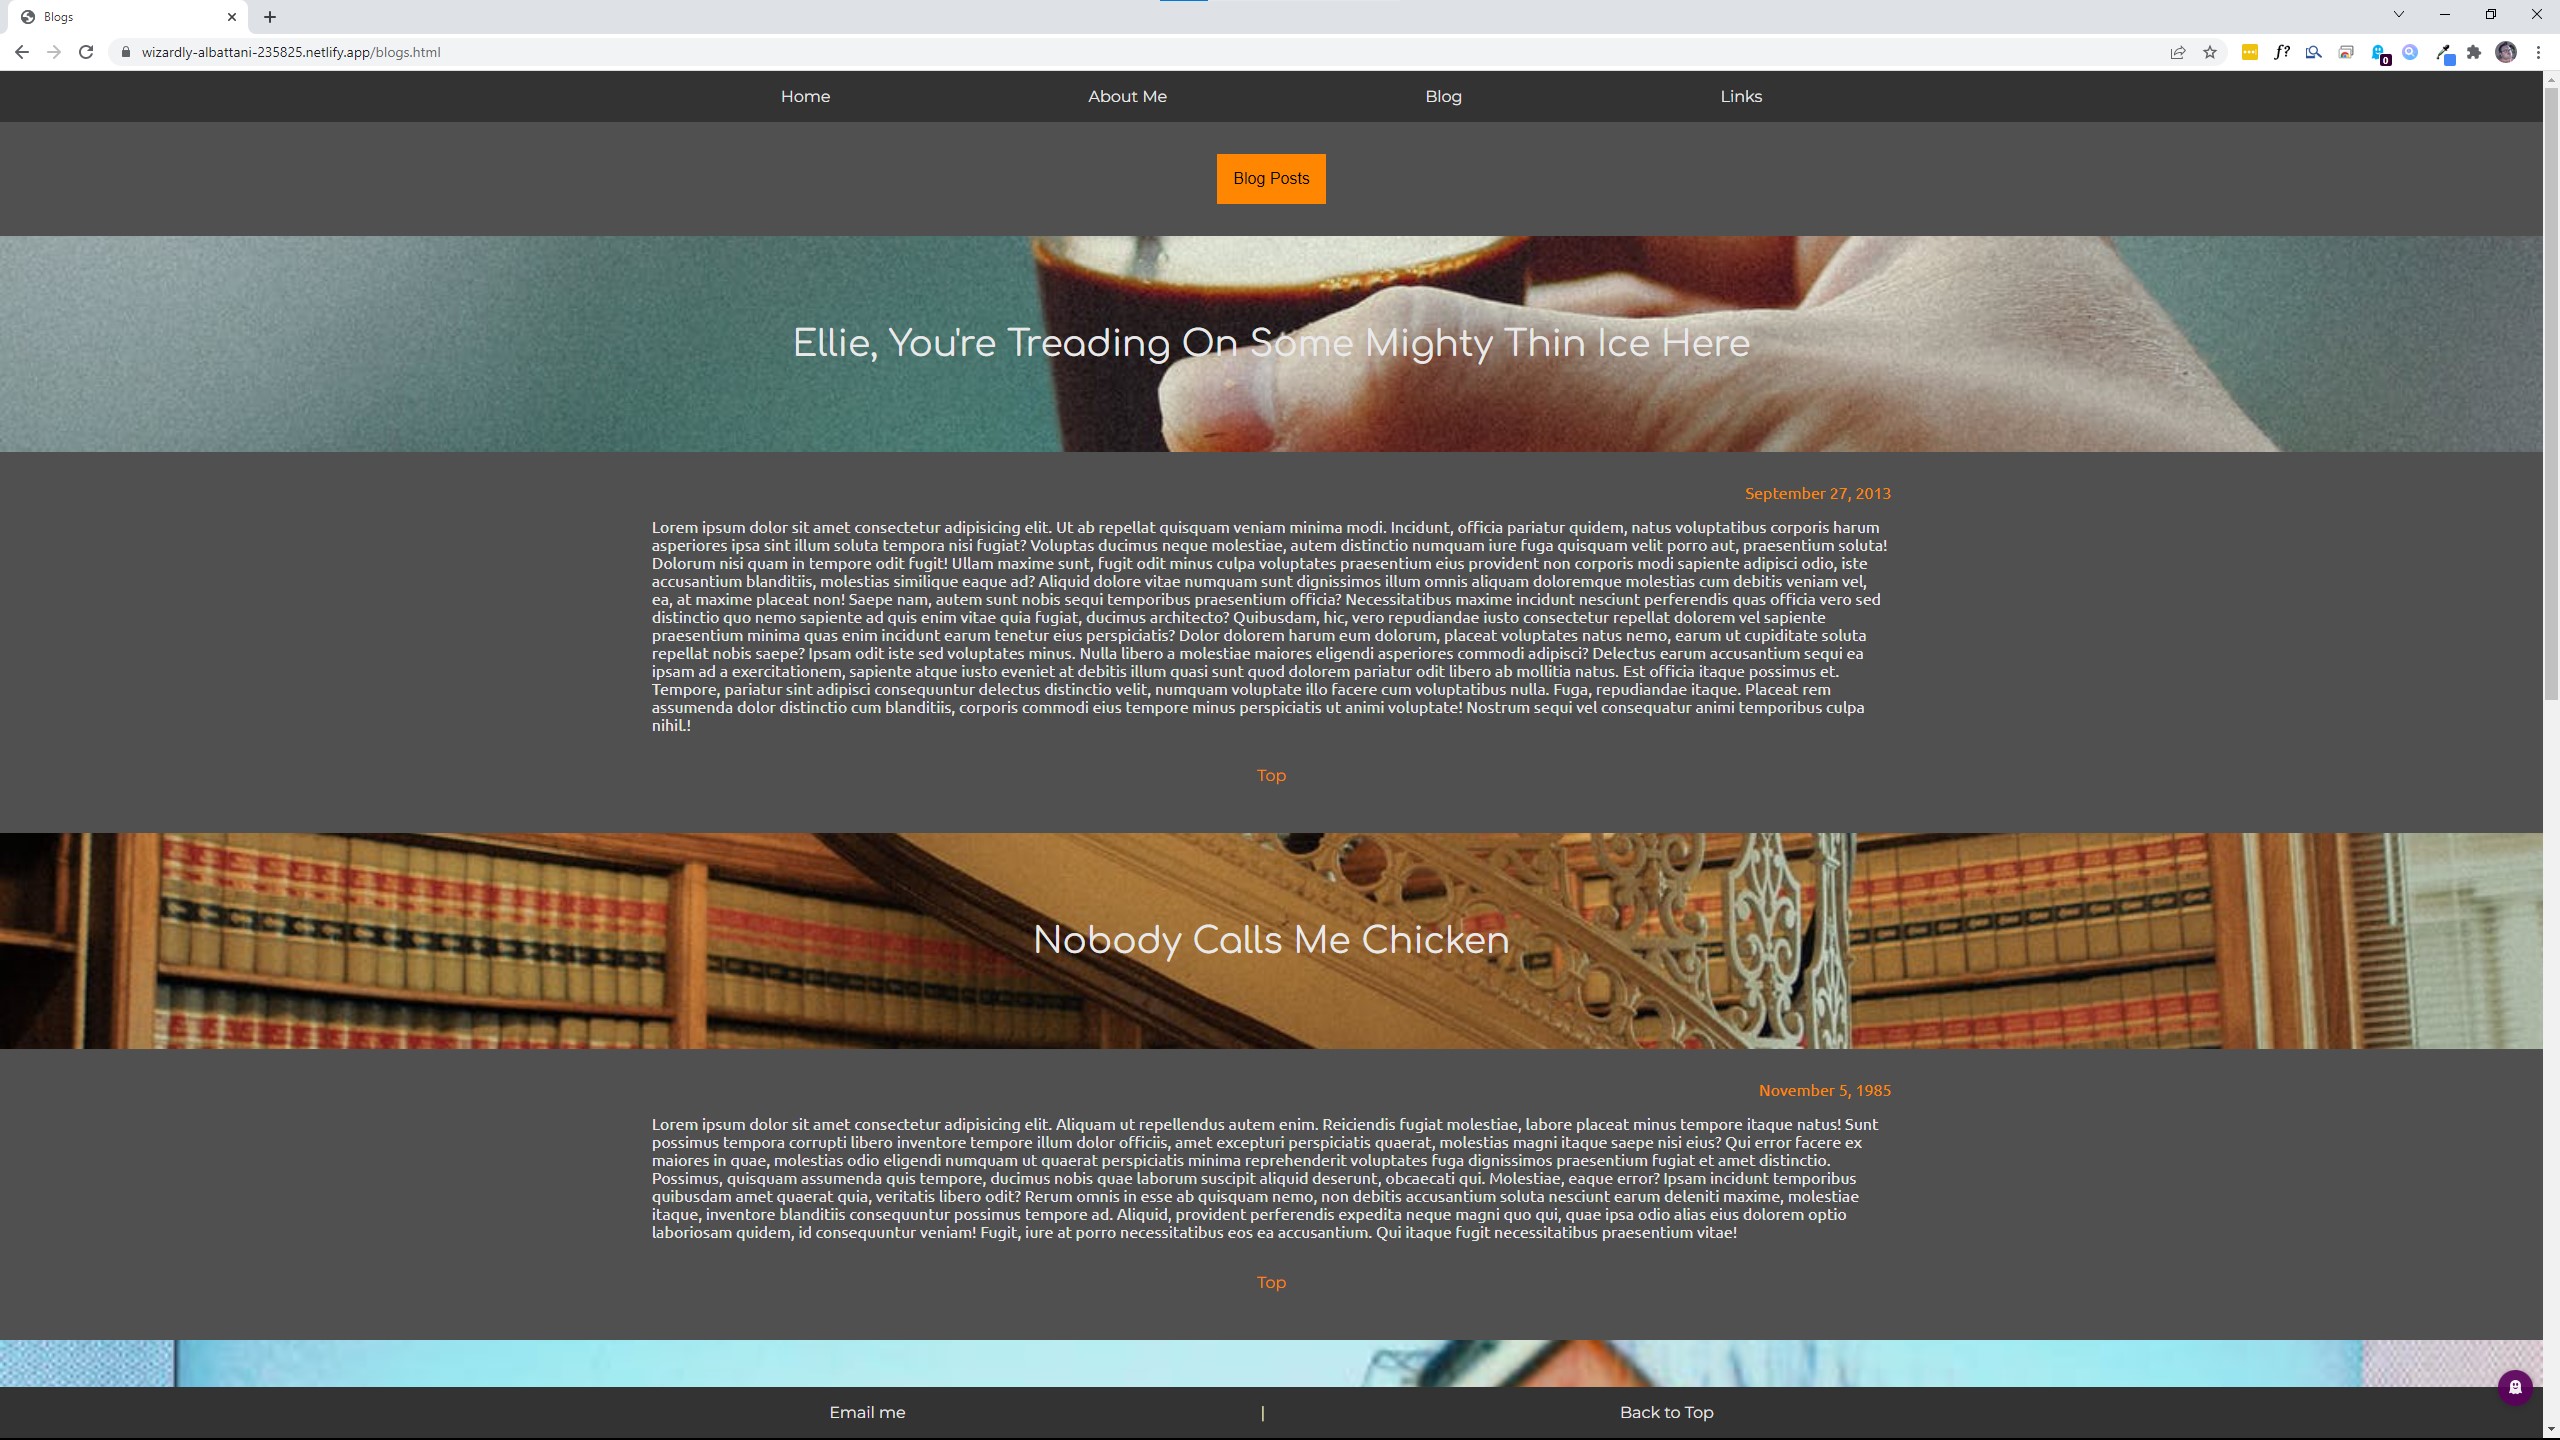 Blogs
wizardly-albattani-235825.netlify.app/blogs.html
f?
0
Home About Me Blog Links
Blog Posts
Ellie, You're Treading On Some Mighty Thin Ice Here
September 27, 2013
Lorem ipsum dolor sit amet consectetur adipisicing elit. Ut ab repellat quisquam veniam minima modi. Incidunt, officia pariatur quidem, natus voluptatibus corporis harum
asperiores ipsa sint illum soluta tempora nisi fugiat? Voluptas ducimus neque molestiae, autem distinctio numquam iure fuga quisquam velit porro aut, praesentium soluta!
Dolorum nisi quam in tempore odit fugit! Ullam maxime sunt, fugit odit minus culpa voluptates praesentium eius provident non corporis modi sapiente adipisci odio, iste
accusantium blanditiis, molestias similique eaque ad? Aliquid dolore vitae numquam sunt dignissimos illum omnis aliquam doloremque molestias cum debitis veniam vel,
ea, at maxime placeat non! Saepe nam, autem sunt nobis sequi temporibus praesentium officia? Necessitatibus maxime incidunt nesciunt perferendis quas officia vero sed
distinctio quo nemo sapiente ad quis enim vitae quia fugiat, ducimus architecto? Quibusdam, hic, vero repudiandae iusto consectetur repellat dolorem vel sapiente
praesentium minima quas enim incidunt earum tenetur eius perspiciatis? Dolor dolorem harum eum dolorum, placeat voluptates natus nemo, earum ut cupiditate soluta
repellat nobis saepe? Ipsam odit iste sed voluptates minus. Nulla libero a molestiae maiores eligendi asperiores commodi adipisci? Delectus earum accusantium sequi ea
ipsam ad a exercitationem, sapiente atque iusto eveniet at debitis illum quasi sunt quod dolorem pariatur odit libero ab mollitia natus. Est officia itaque possimus et.
Tempore, pariatur sint adipisci consequuntur delectus distinctio velit, numquam voluptate illo facere cum voluptatibus nulla. Fuga, repudiandae itaque. Placeat rem
assumenda dolor distinctio cum blanditiis, corporis commodi eius tempore minus perspiciatis ut animi voluptate! Nostrum sequi vel consequatur animi temporibus culpa
nihil.!
Top
Nobody Calls Me Chicken
November 5, 1985
Lorem ipsum dolor sit amet consectetur adipisicing elit. Aliquam ut repellendus autem enim. Reiciendis fugiat molestiae, labore placeat minus tempore itaque natus! Sunt
possimus tempora corrupti libero inventore tempore illum dolor officiis, amet excepturi perspiciatis quaerat, molestias magni itaque saepe nisi eius? Qui error facere ex
maiores in quae, molestias odio eligendi numquam ut quaerat perspiciatis minima reprehenderit voluptates fuga dignissimos praesentium fugiat et amet distinctio.
Possimus, quisquam assumenda quis tempore, ducimus nobis quae laborum suscipit aliquid deserunt, obcaecati qui. Molestiae, eaque error? Ipsam incidunt temporibus
quibusdam amet quaerat quia, veritatis libero odit? Rerum omnis in esse ab quisquam nemo, non debitis accusantium soluta nesciunt earum deleniti maxime, molestiae
itaque, inventore blanditiis consequuntur possimus tempore ad. Aliquid, provident perferendis expedita neque magni quo qui, quae ipsa odio alias eius dolorem optio
laboriosam quidem, id consequuntur veniam! Fugit, iure at porro necessitatibus eos ea accusantium. Qui itaque fugit necessitatibus praesentium vitae!
Top
Email me | Back to Top